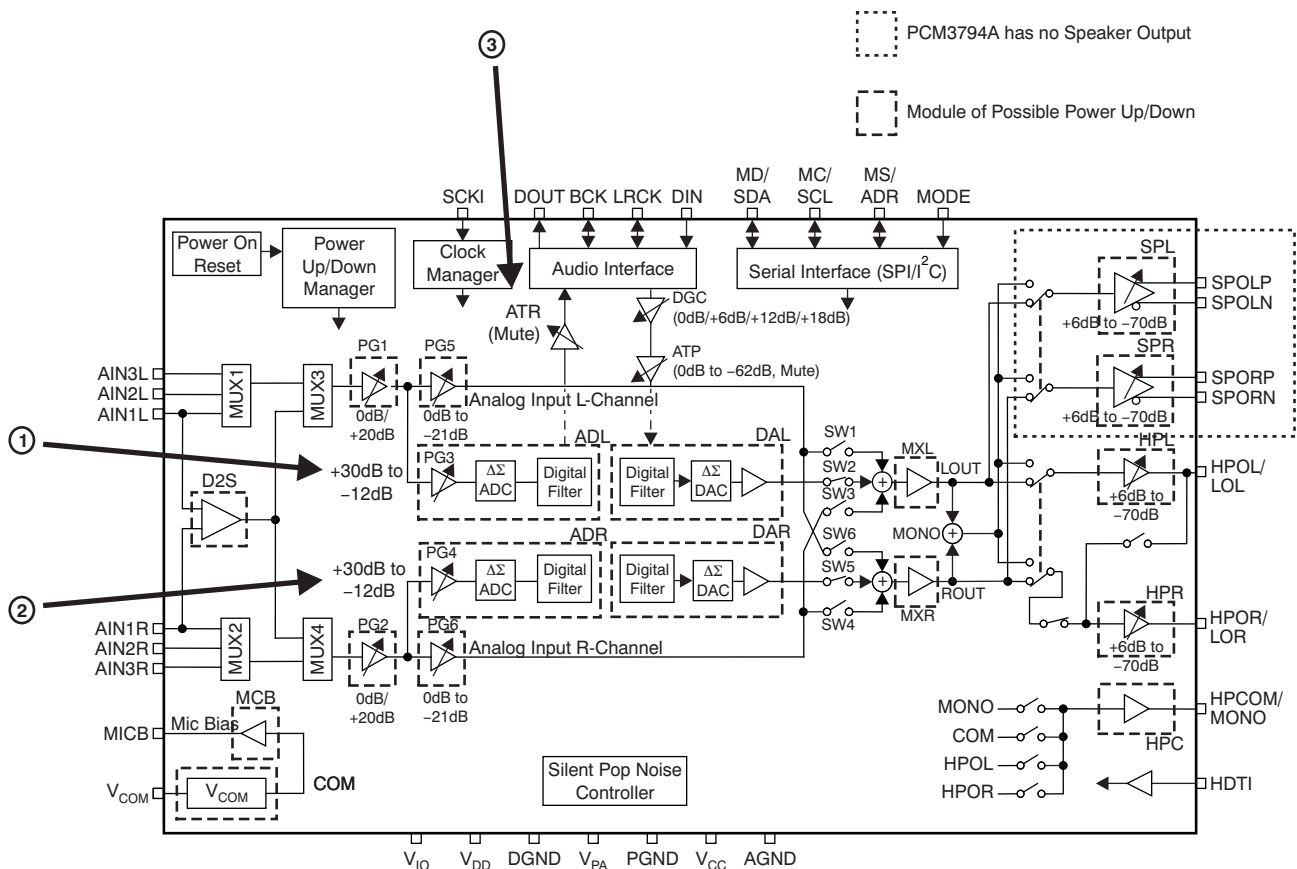 ③
PCM3794A has no Speaker Output
Module of Possible Power Up/Down
SCKI
DOUT
BCK
LRCK
DIN
MD/
SDA
MC/
SCL
MS/
ADR
MODE
Power On
Reset
Power
Up/Down
Manager
Clock
Manager
Audio Interface
Serial Interface (SPI/I²C)
ATR
(Mute)
DGC
(0dB/+6dB/+12dB/+18dB)
ATP
(0dB to −62dB, Mute)
SPL
+6dB to −70dB
SPOLP
SPOLN
SPR
+6dB to −70dB
SPORP
SPORN
AIN3L
AIN2L
AIN1L
MUX1
MUX3
PG1
0dB/
+20dB
PG5
0dB to
−21dB
Analog Input L-Channel
①
+30dB to
−12dB
ADL
PG3
ΔΣ
ADC
Digital
Filter
DAL
Digital
Filter
ΔΣ
DAC
SW1
SW2
SW3
MXL
LOUT
HPL
+6dB to
−70dB
HPOL/
LOL
D2S
②
+30dB to
−12dB
ADR
PG4
ΔΣ
ADC
Digital
Filter
DAR
Digital
Filter
ΔΣ
DAC
SW6
SW5
SW4
MONO
MXR
ROUT
HPR
+6dB to
−70dB
HPOR/
LOR
AIN1R
AIN2R
AIN3R
MUX2
MUX4
PG2
0dB/
+20dB
PG6
0dB to
−21dB
Analog Input R-Channel
MICB
Mic Bias
MCB
V_COM
V_COM
COM
Silent Pop Noise
Controller
MONO
COM
HPOL
HPOR
HPC
HPCOM/
MONO
HDTI
V_IO
V_DD
DGND
V_PA
PGND
V_CC
AGND